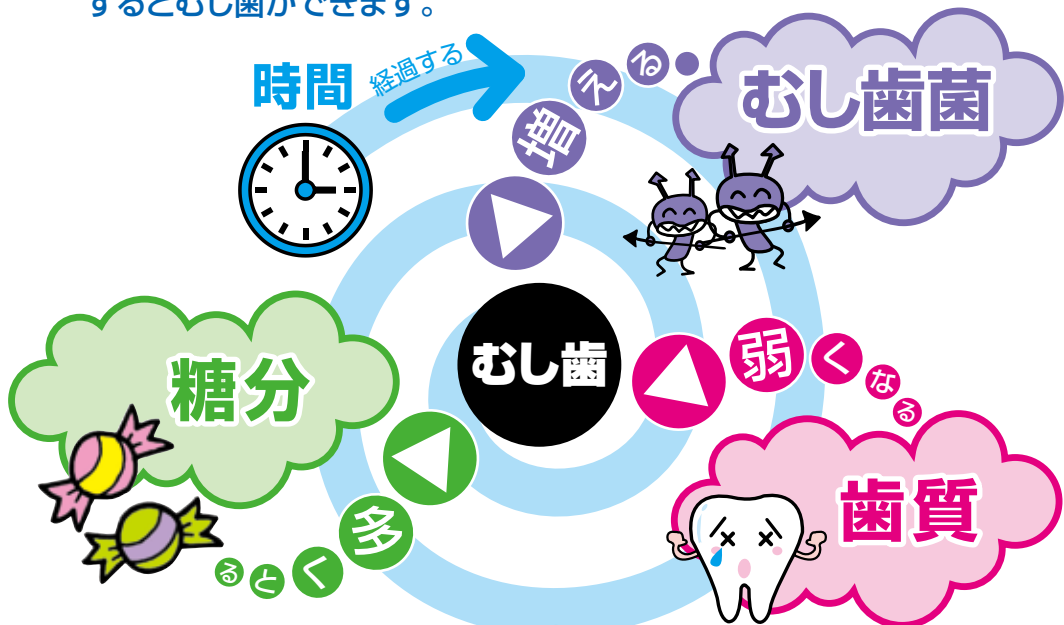 するとむし歯ができます。
時間
経過する
増える
むし歯菌
むし歯
弱くなる
歯質
糖分
多くとる